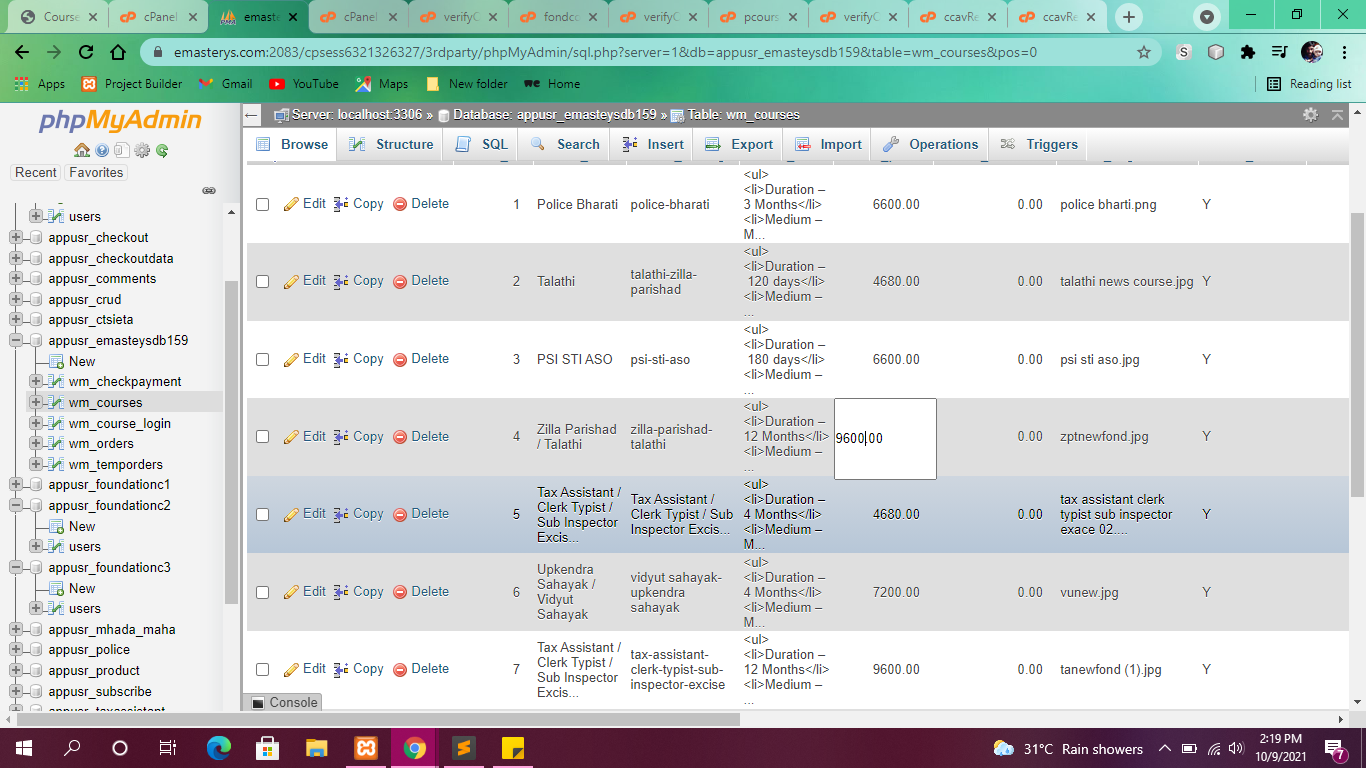 Course
cPanel
emaster
cPanel
verifyC
fondco
verifyC
pcours
verifyC
ccavRe
ccavRe
emasterys.com:2083/cpsess6321326327/3rdparty/phpMyAdmin/sql.php?server=1&db=appusr_emasteysdb159&table=wm_courses&pos=0
Apps Project Builder Gmail YouTube Maps New folder we Home Reading list
phpMyAdmin
Recent Favorites
users
appusr_checkout
appusr_checkoutdata
appusr_comments
appusr_crud
appusr_ctsieta
appusr_emasteysdb159
New
wm_checkpayment
wm_courses
wm_course_login
wm_orders
wm_temporders
appusr_foundationc1
appusr_foundationc2
New
users
appusr_foundationc3
New
users
appusr_mhada_maha
appusr_police
appusr_product
appusr_subscribe
Server: localhost:3306 » Database: appusr_emasteysdb159 » Table: wm_courses
Browse Structure SQL Search Insert Export Import Operations Triggers
Edit Copy Delete 1 Police Bharati police-bharati
<ul>
<li>Duration –
3 Months</li>
<li>Medium –
M...
6600.00 0.00 police bharti.png Y
Edit Copy Delete 2 Talathi
talathi-zilla-
parishad
<ul>
<li>Duration –
120 days</li>
<li>Medium –
...
4680.00 0.00 talathi news course.jpg Y
Edit Copy Delete 3 PSI STI ASO psi-sti-aso
<ul>
<li>Duration –
180 days</li>
<li>Medium –
...
6600.00 0.00 psi sti aso.jpg Y
Edit Copy Delete 4
Zilla Parishad
/ Talathi
zilla-parishad-
talathi
<ul>
<li>Duration –
12 Months</li>
<li>Medium –
...
9600.00 0.00 zptnewfond.jpg Y
Edit Copy Delete 5
Tax Assistant /
Clerk Typist /
Sub Inspector
Excis...
Tax Assistant /
Clerk Typist / Sub
Inspector Excis...
<ul>
<li>Duration –
4 Months</li>
<li>Medium –
M...
4680.00 0.00
tax assistant clerk
typist sub inspector
exace 02....
Y
Edit Copy Delete 6
Upkendra
Sahayak /
Vidyut
Sahayak
vidyut sahayak-
upkendra
sahayak
<ul>
<li>Duration –
4 Months</li>
<li>Medium –
M...
7200.00 0.00 vunew.jpg Y
Edit Copy Delete 7
Tax Assistant /
Clerk Typist /
Sub Inspector
Excis...
tax-assistant-
clerk-typist-sub-
inspector-excise
<ul>
<li>Duration –
12 Months</li>
<li>Medium –
...
9600.00 0.00 tanewfond (1).jpg Y
Console
31°C Rain showers
2:19 PM
10/9/2021
7